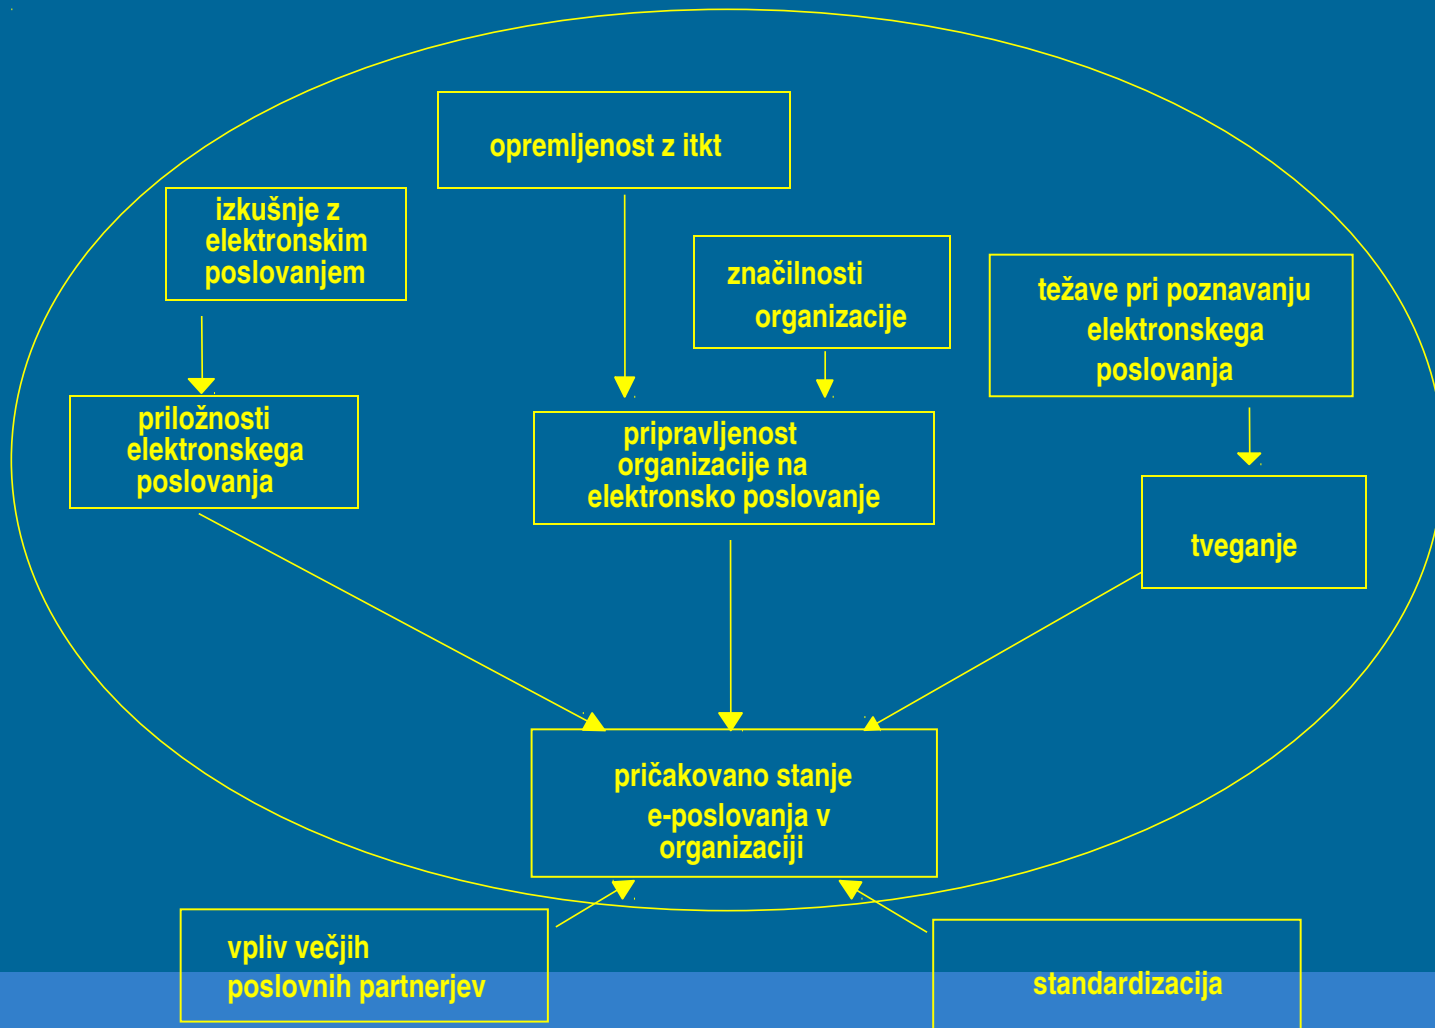 opremljenost z itkt
izkušnje z
elektronskim
poslovanjem
značilnosti
organizacije
težave pri poznavanju
elektronskega
poslovanja
priložnosti
elektronskega
poslovanja
pripravljenost
organizacije na
elektronsko poslovanje
tveganje
pričakovano stanje
e-poslovanja v
organizaciji
vpliv večjih
poslovnih partnerjev
standardizacija